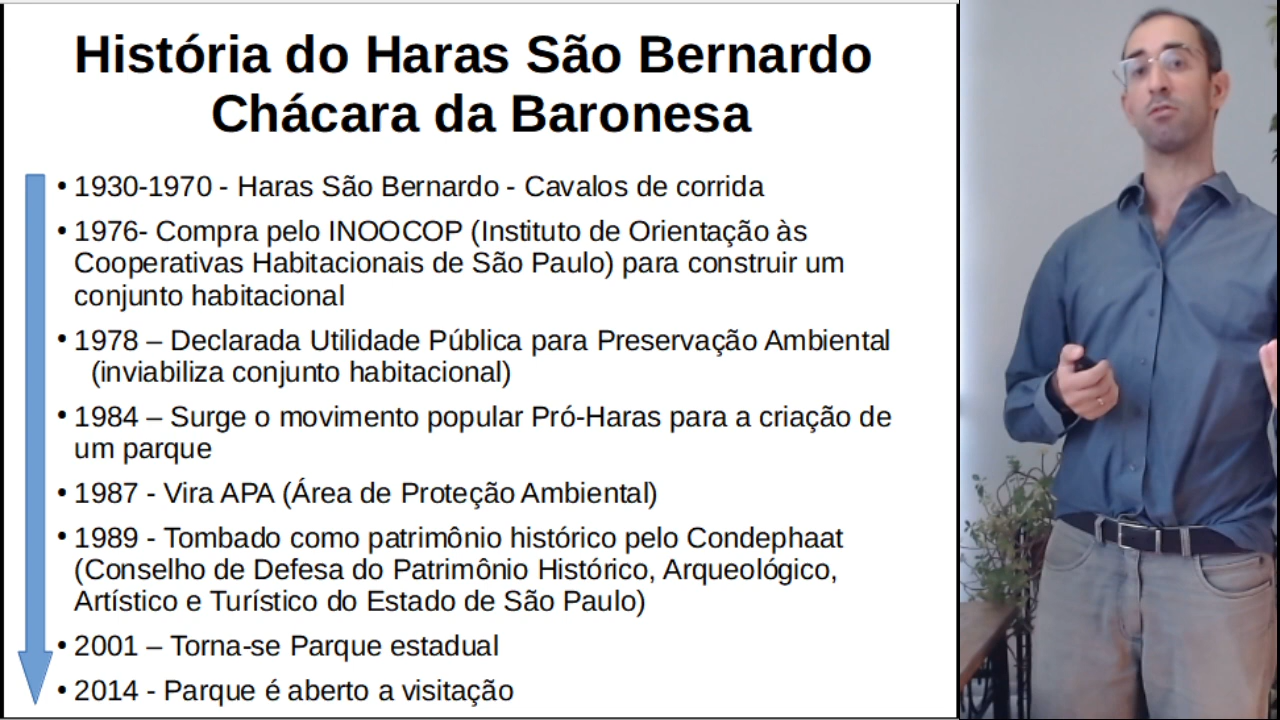 História do Haras São Bernardo
Chácara da Baronesa
• 1930-1970 - Haras São Bernardo - Cavalos de corrida
• 1976- Compra pelo INOOCOP (Instituto de Orientação às
Cooperativas Habitacionais de São Paulo) para construir um
conjunto habitacional
• 1978 – Declarada Utilidade Pública para Preservação Ambiental
(inviabiliza conjunto habitacional)
• 1984 – Surge o movimento popular Pró-Haras para a criação de
um parque
• 1987 - Vira APA (Área de Proteção Ambiental)
• 1989 - Tombado como patrimônio histórico pelo Condephaat
(Conselho de Defesa do Patrimônio Histórico, Arqueológico,
Artístico e Turístico do Estado de São Paulo)
• 2001 – Torna-se Parque estadual
• 2014 - Parque é aberto a visitação